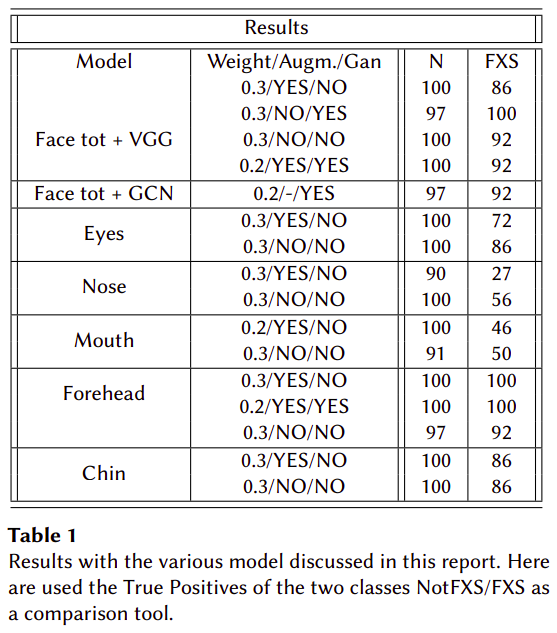 Results
Model Weight/Augm./Gan N FXS
0.3/YES/NO 100 86
0.3/NO/YES 97 100
Face tot + VGG 0.3/NO/NO 100 92
0.2/YES/YES 100 92
Face tot + GCN 0.2/-/YES 97 92
Eyes 0.3/YES/NO 100 72
0.3/NO/NO 100 86
Nose 0.3/YES/NO 90 27
0.3/NO/NO 100 56
Mouth 0.2/YES/NO 100 46
0.3/NO/NO 91 50
Forehead 0.3/YES/NO 100 100
0.2/YES/YES 100 100
0.3/NO/NO 97 92
Chin 0.3/YES/NO 100 86
0.3/NO/NO 100 86
Table 1
Results with the various model discussed in this report. Here
are used the True Positives of the two classes NotFXS/FXS as
a comparison tool.